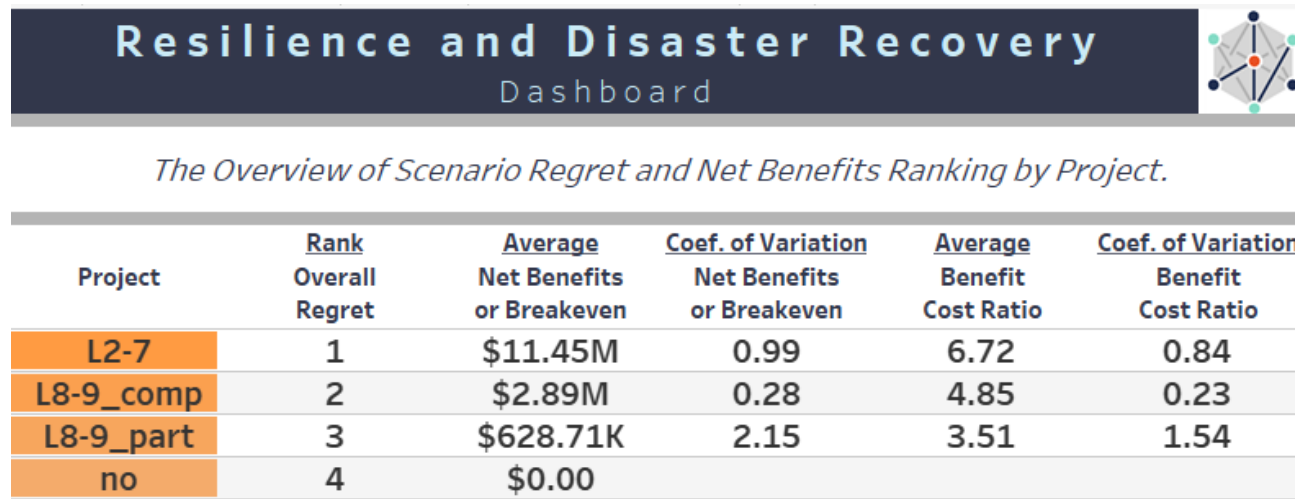 Resilience and Disaster Recovery
Dashboard
The Overview of Scenario Regret and Net Benefits Ranking by Project.
Project
Rank Overall Regret
Average Net Benefits or Breakeven
Coef. of Variation Net Benefits or Breakeven
Average Benefit Cost Ratio
Coef. of Variation Benefit Cost Ratio
L2-7 1 $11.45M 0.99 6.72 0.84
L8-9_comp 2 $2.89M 0.28 4.85 0.23
L8-9_part 3 $628.71K 2.15 3.51 1.54
no 4 $0.00